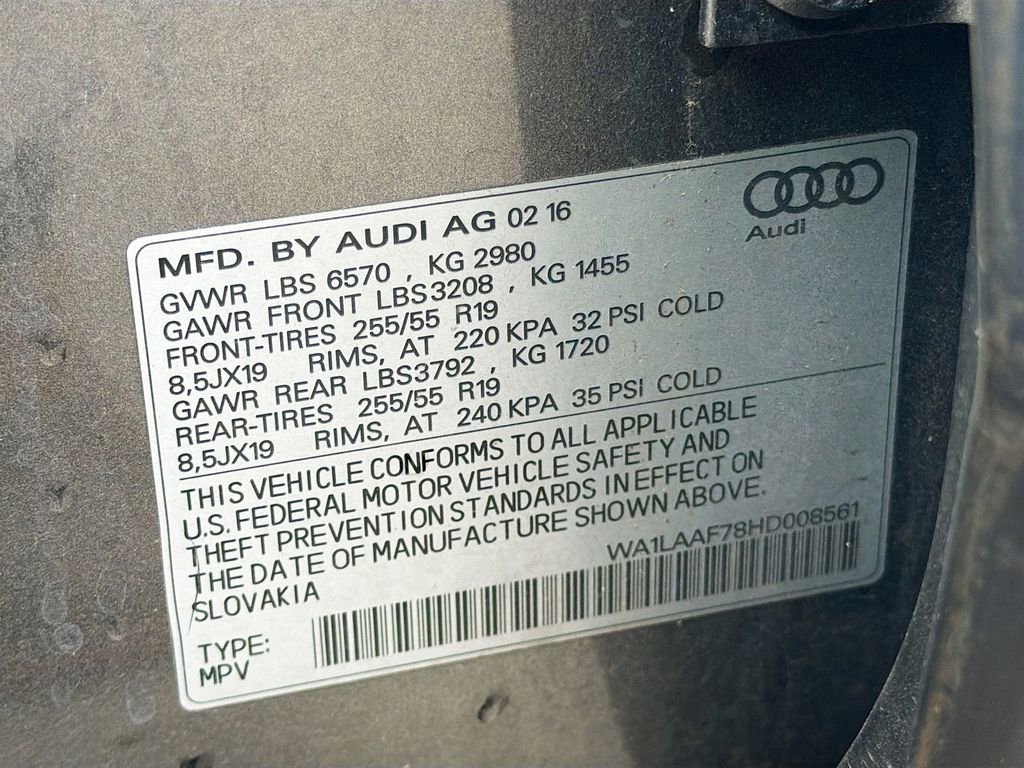 Audi
MFD. BY AUDI AG 02 16
GVWR LBS 6570 , KG 2980
GAWR FRONT LBS3208 , KG 1455
FRONT-TIRES 255/55 R19
8,5JX19 RIMS, AT 220 KPA 32 PSI COLD
GAWR REAR LBS3792 , KG 1720
REAR-TIRES 255/55 R19
8,5JX19 RIMS, AT 240 KPA 35 PSI COLD
THIS VEHICLE CONFORMS TO ALL APPLICABLE
U.S. FEDERAL MOTOR VEHICLE SAFETY AND
THEFT PREVENTION STANDARDS IN EFFECT ON
THE DATE OF MANUFACTURE SHOWN ABOVE.
SLOVAKIA
WA1LAAF78HD008561
TYPE:
MPV